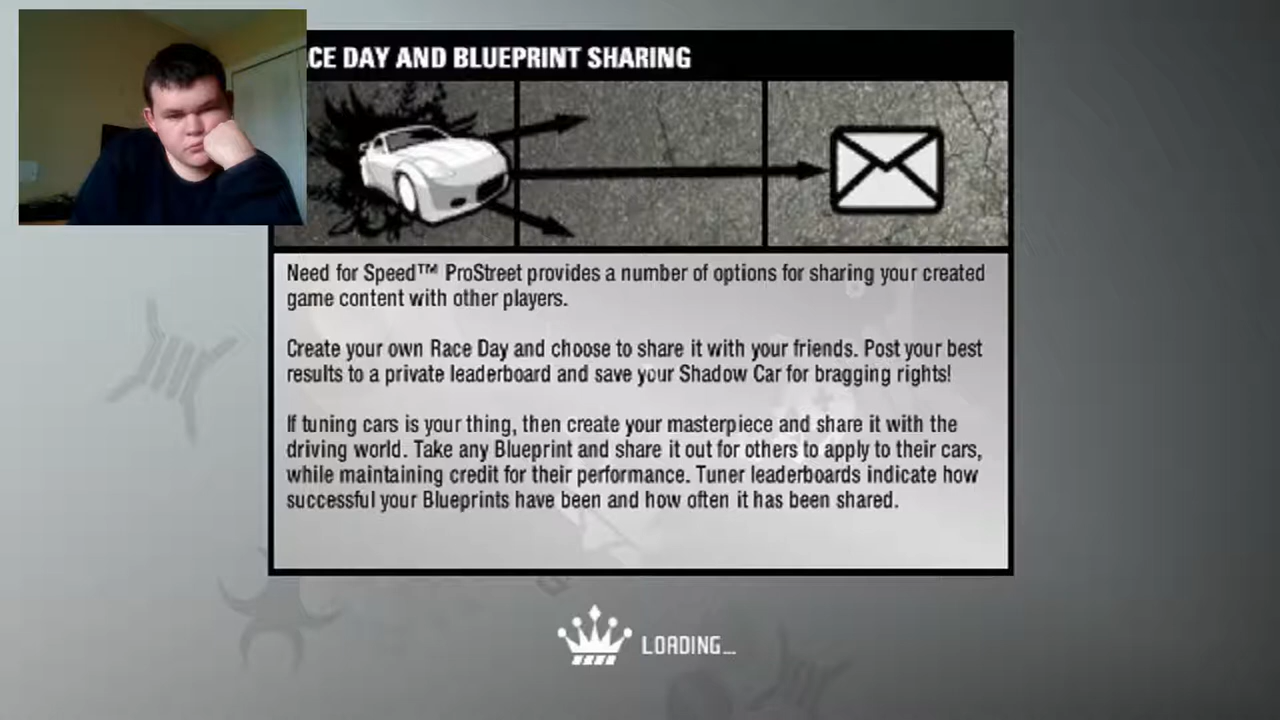 CE DAY AND BLUEPRINT SHARING
Need for Speed™ ProStreet provides a number of options for sharing your created
game content with other players.
Create your own Race Day and choose to share it with your friends. Post your best
results to a private leaderboard and save your Shadow Car for bragging rights!
If tuning cars is your thing, then create your masterpiece and share it with the
driving world. Take any Blueprint and share it out for others to apply to their cars,
while maintaining credit for their performance. Tuner leaderboards indicate how
successful your Blueprints have been and how often it has been shared.
LOADING...